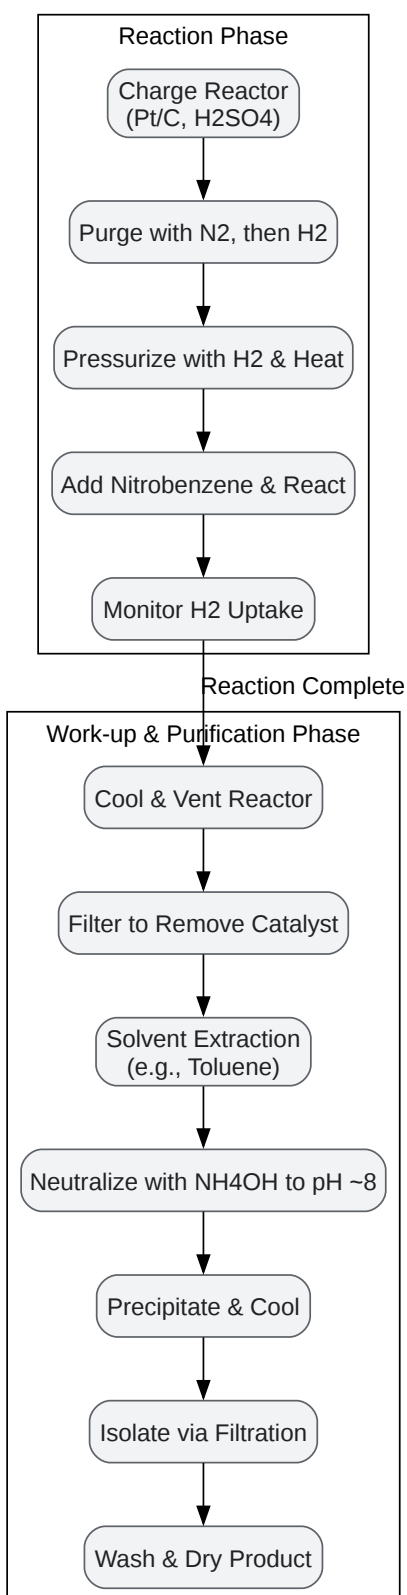 Reaction Phase
Charge Reactor
(Pt/C, H2SO4)
Purge with N2, then H2
Pressurize with H2 & Heat
Add Nitrobenzene & React
Monitor H2 Uptake
Reaction Complete
Work-up & Purification Phase
Cool & Vent Reactor
Filter to Remove Catalyst
Solvent Extraction
(e.g., Toluene)
Neutralize with NH4OH to pH ~8
Precipitate & Cool
Isolate via Filtration
Wash & Dry Product